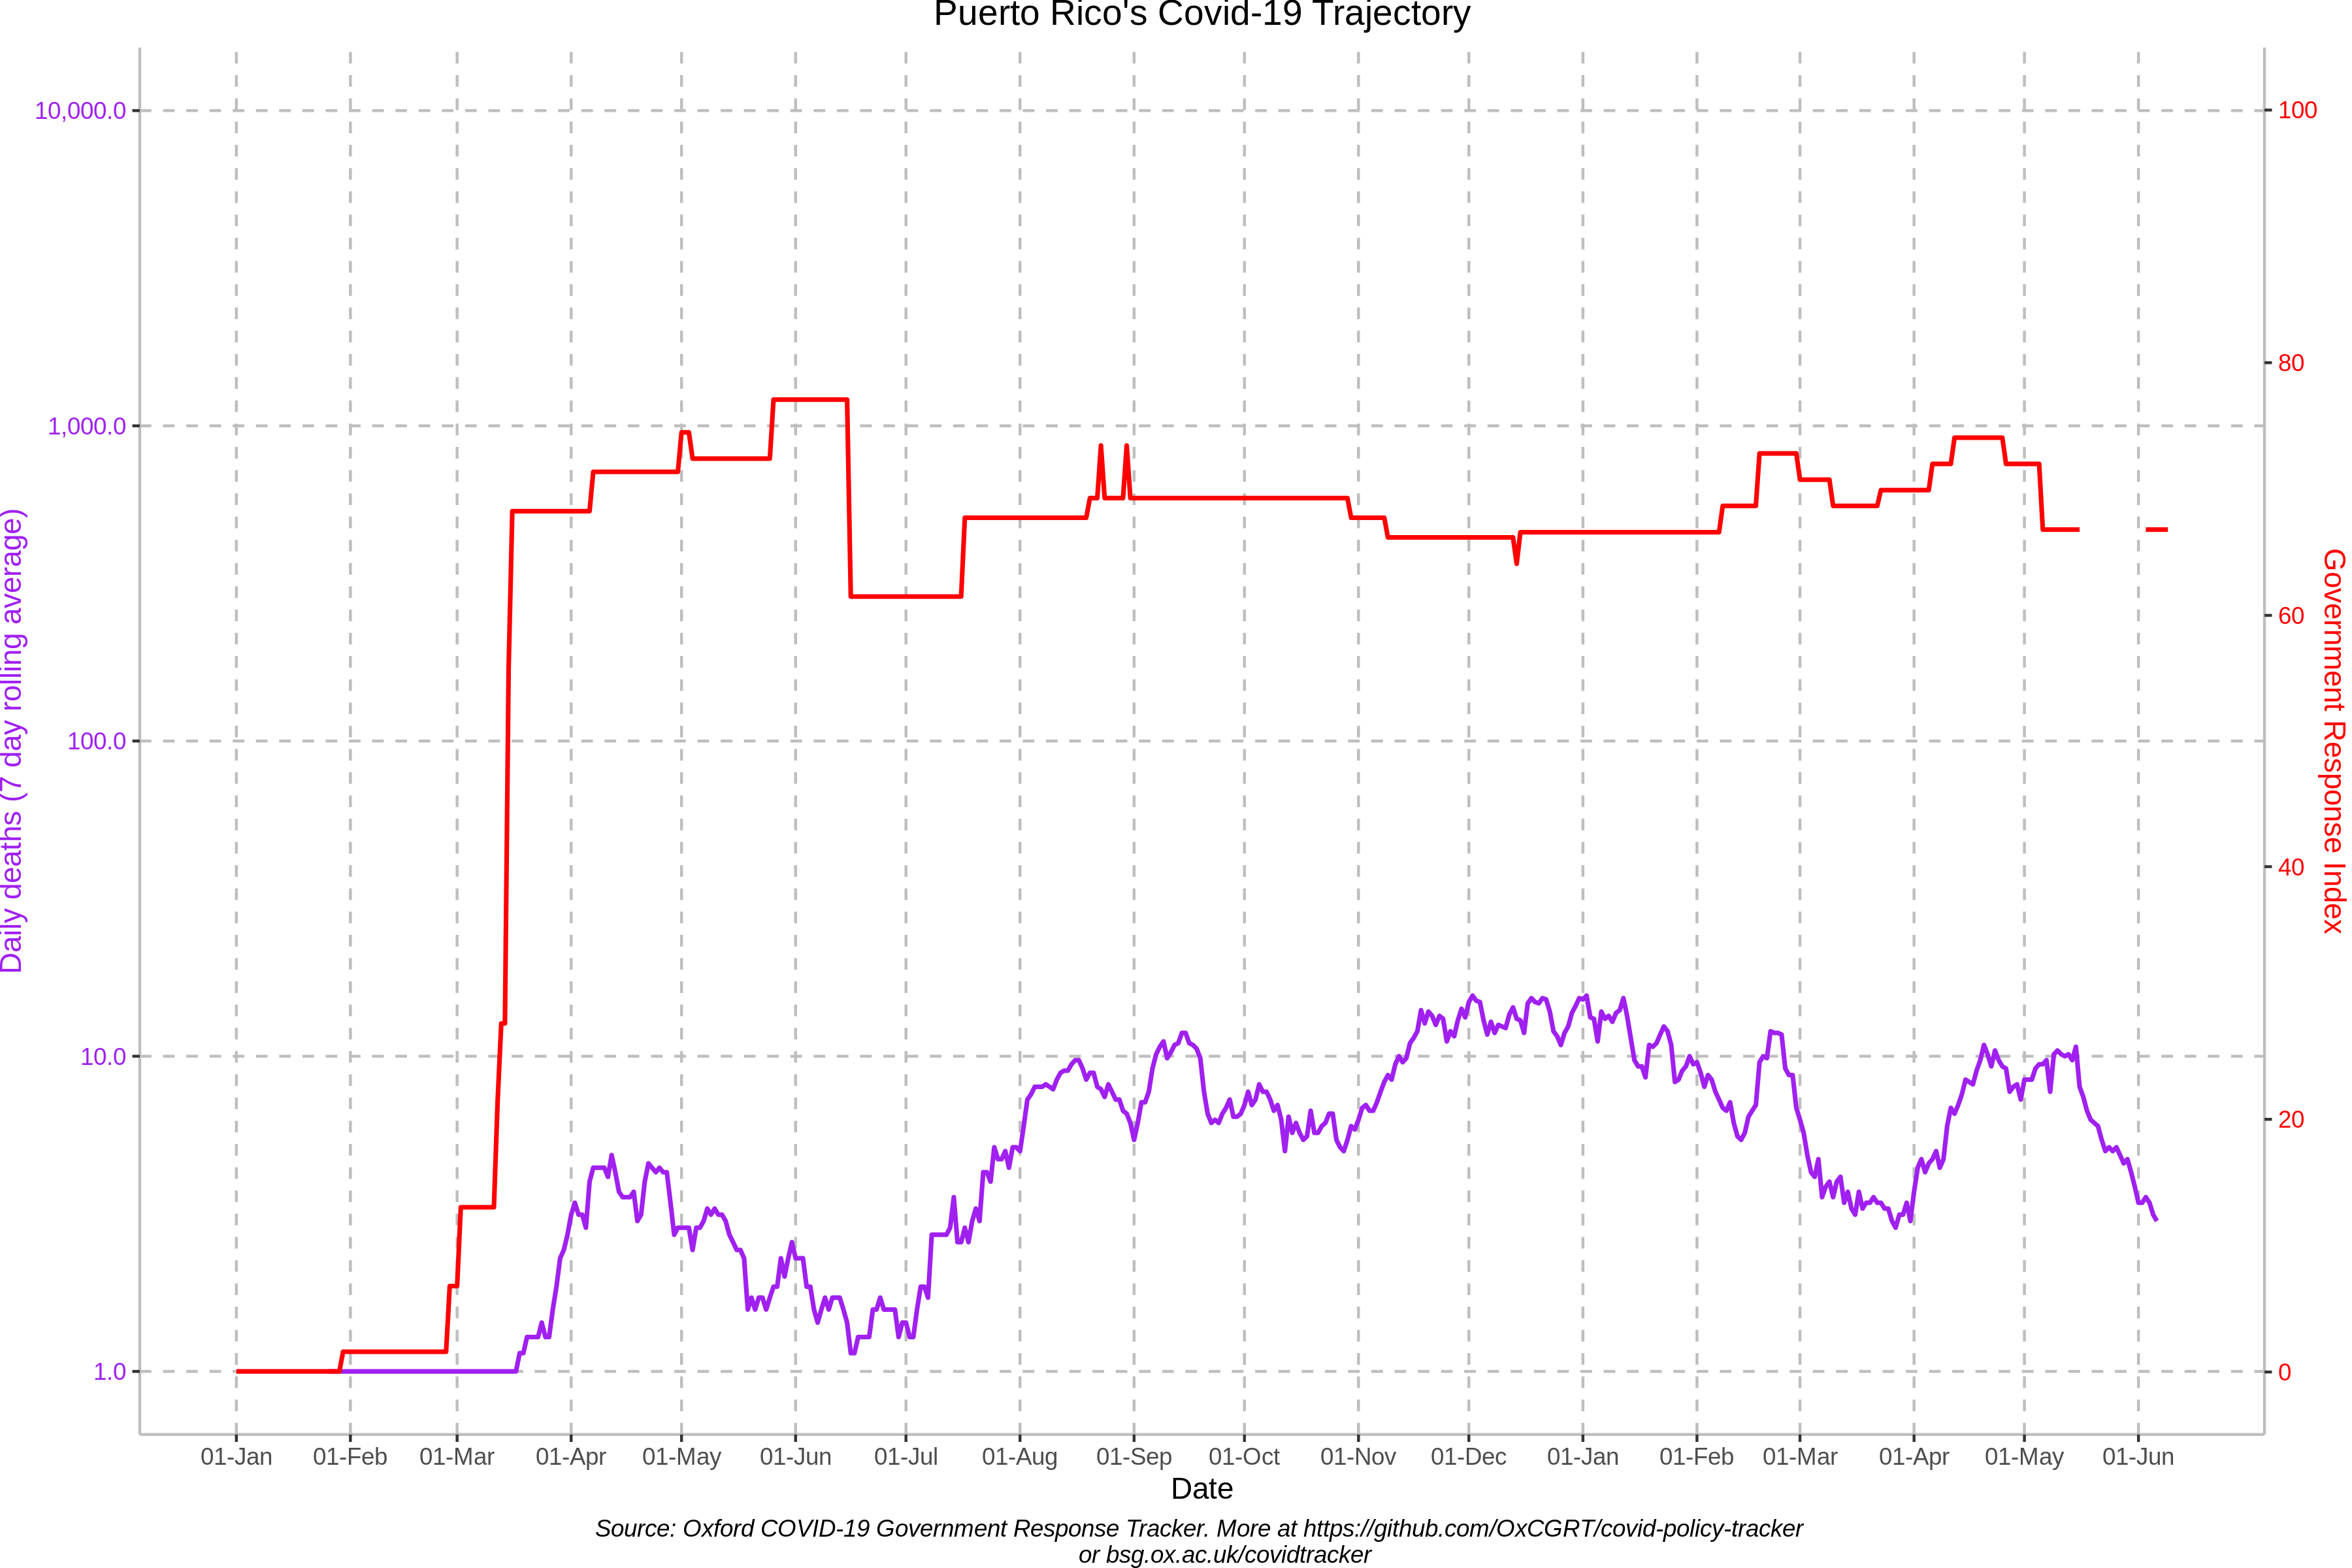 Puerto Rico's Covid-19 Trajectory
10,000.0
1,000.0
100.0
10.0
1.0
Daily deaths (7 day rolling average)
100
80
60
40
20
0
Government Response Index
01-Jan 01-Feb 01-Mar 01-Apr 01-May 01-Jun 01-Jul 01-Aug 01-Sep 01-Oct 01-Nov 01-Dec 01-Jan 01-Feb 01-Mar 01-Apr 01-May 01-Jun
Date
Source: Oxford COVID-19 Government Response Tracker. More at https://github.com/OxCGRT/covid-policy-tracker
or bsg.ox.ac.uk/covidtracker